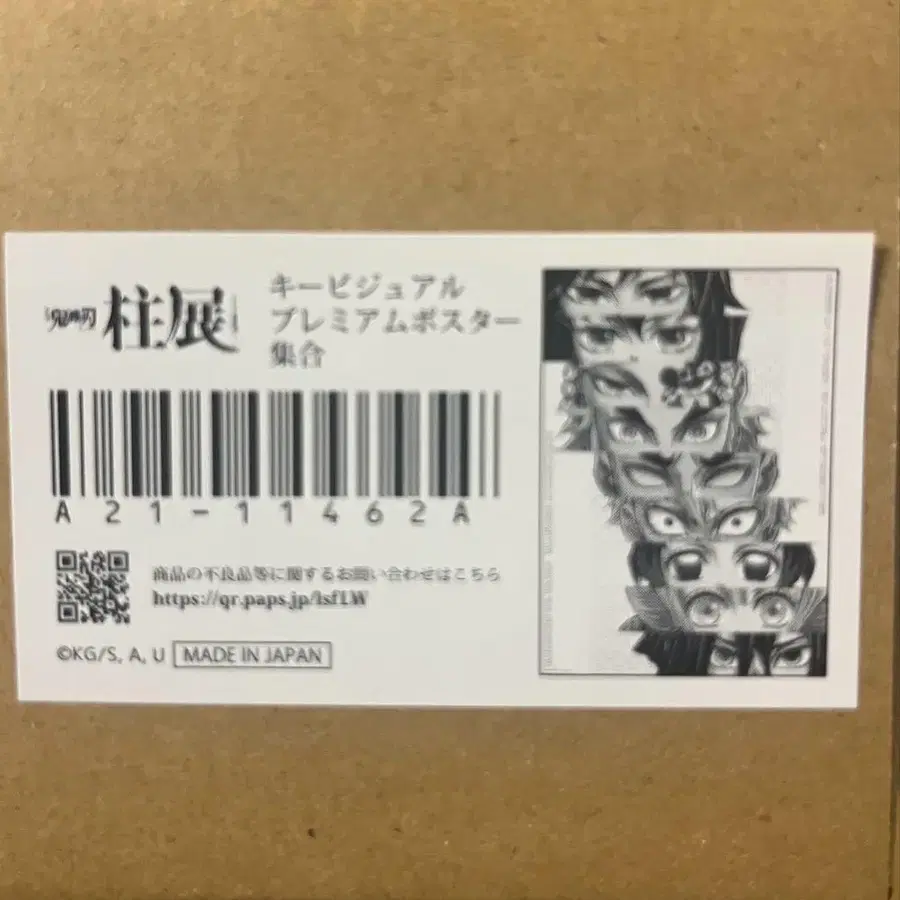 鬼滅の刃 柱展
キービジュアル
プレミアムポスター
集合
A21-11462A
商品の不良品等に関するお問い合わせはこちら
https://qr.paps.jp/lsfLW
©KG/S, A, U MADE IN JAPAN